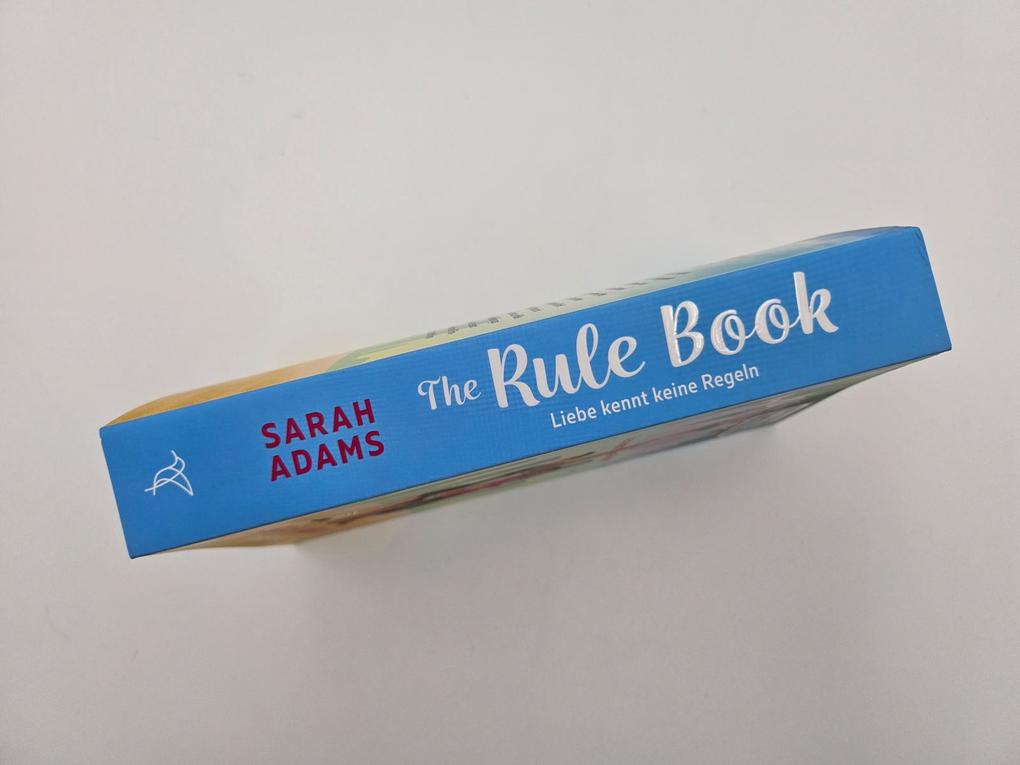 SARAH
ADAMS
The Rule Book
Liebe kennt keine Regeln